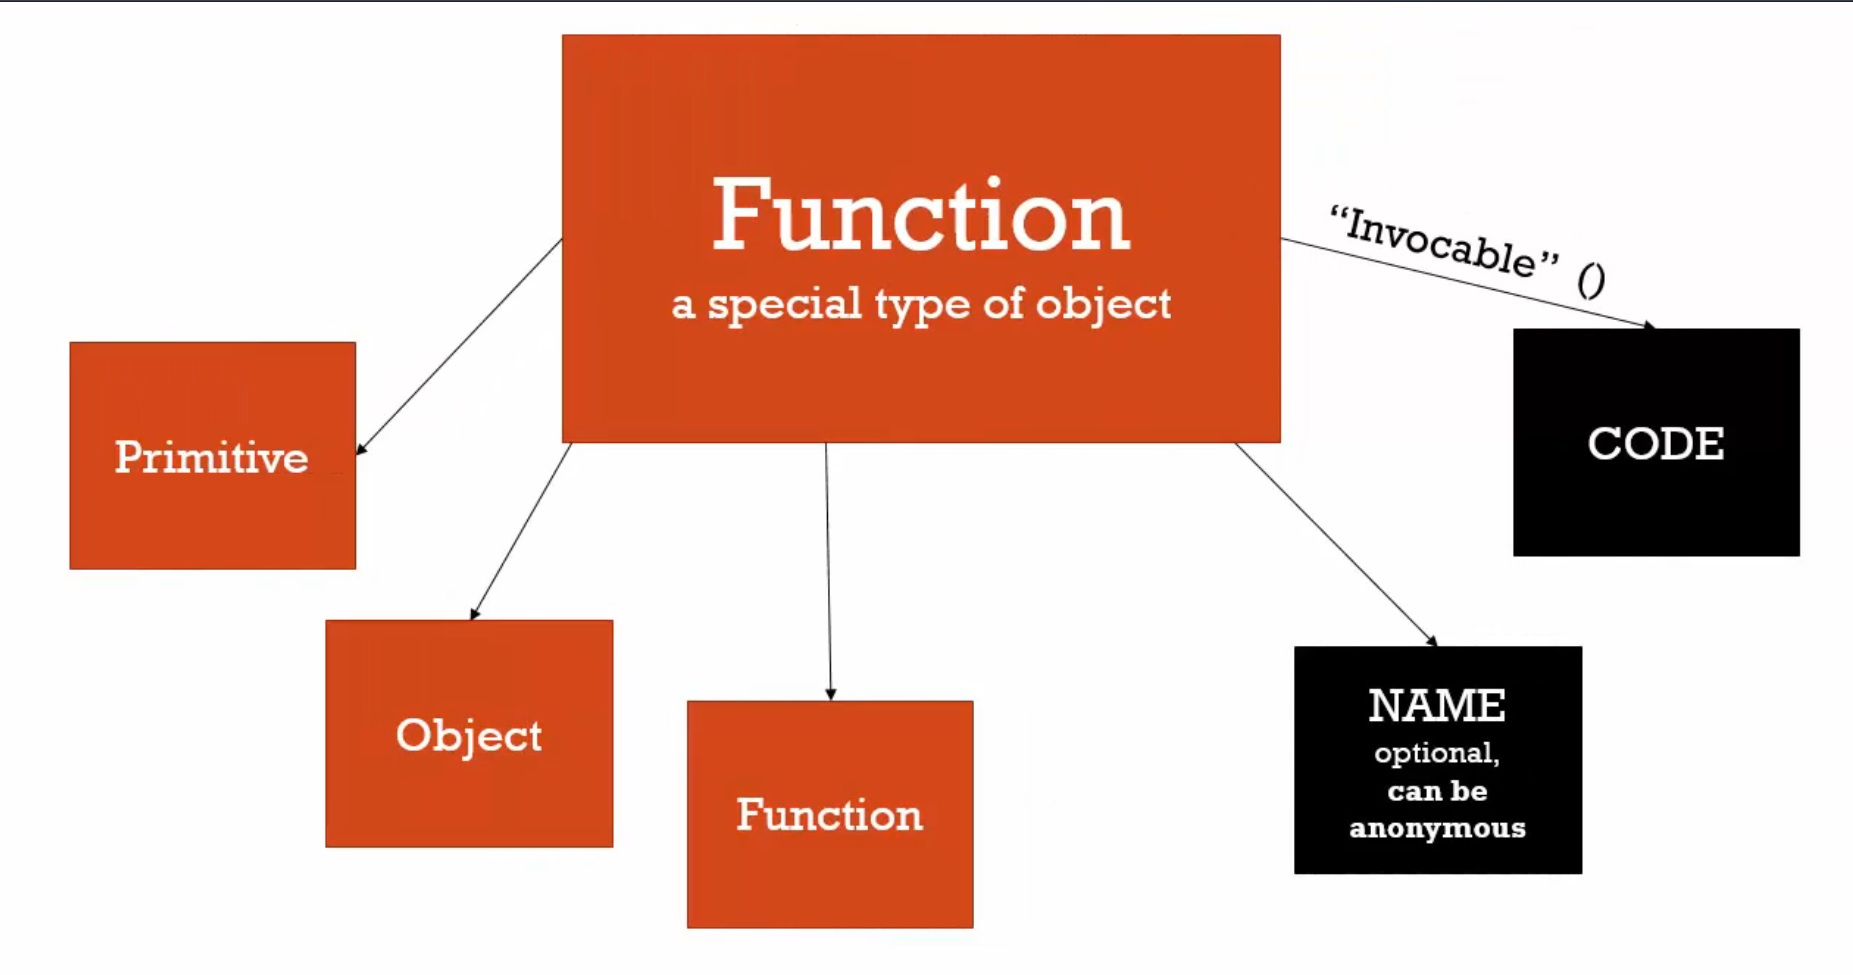 Function
a special type of object
“Invocable” ()
Primitive
CODE
Object
Function
NAME
optional,
can be
anonymous